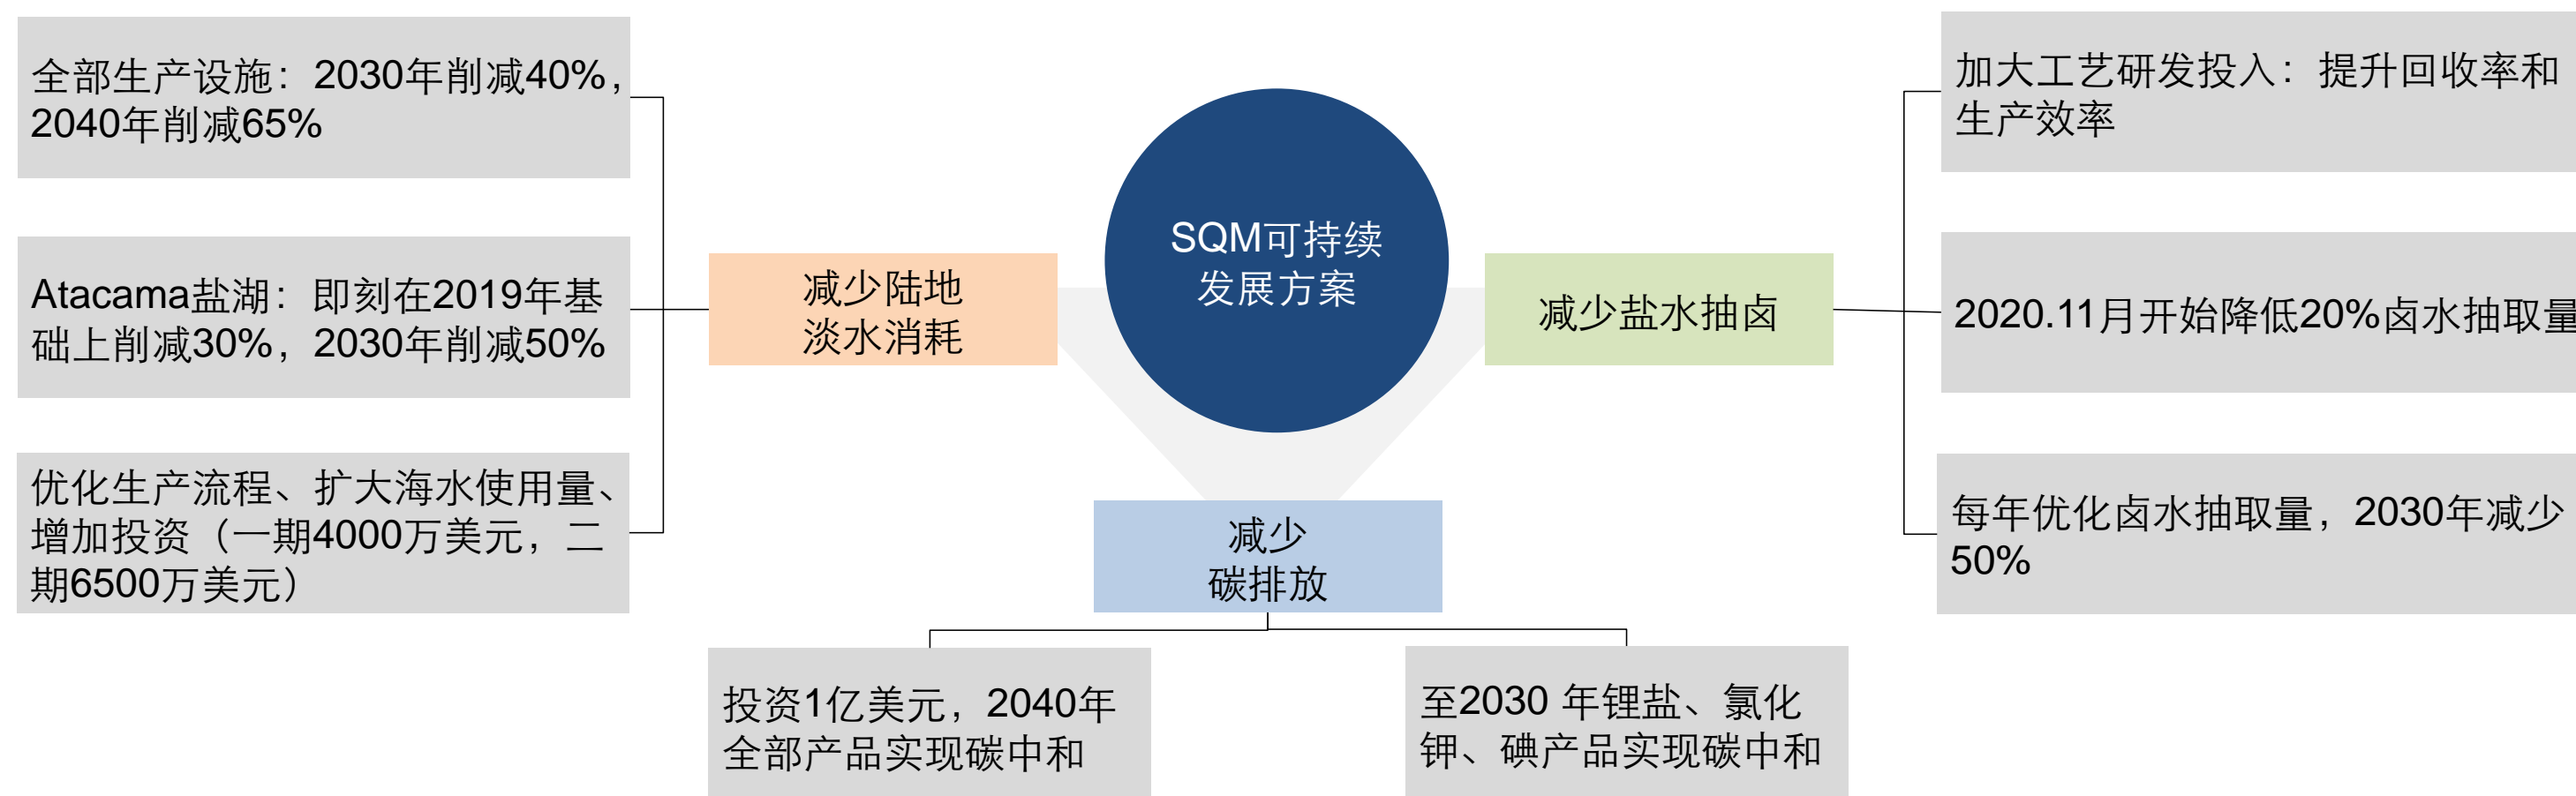 全部生产设施：2030年削减40%，
2040年削减65%
Atacama盐湖：即刻在2019年基
础上削减30%，2030年削减50%
优化生产流程、扩大海水使用量、
增加投资（一期4000万美元，二
期6500万美元）
减少陆地
淡水消耗
SQM可持续
发展方案
减少盐水抽卤
加大工艺研发投入：提升回收率和
生产效率
2020.11月开始降低20%卤水抽取量
每年优化卤水抽取量，2030年减少
50%
减少
碳排放
投资1亿美元，2040年
全部产品实现碳中和
至2030 年锂盐、氯化
钾、碘产品实现碳中和